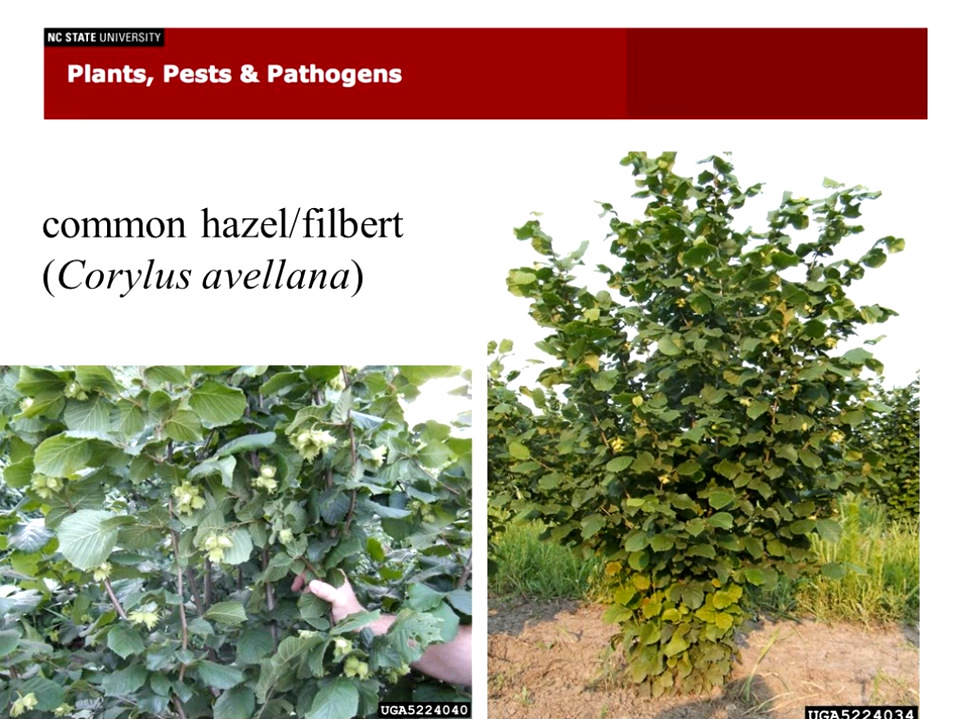 NC STATE UNIVERSITY
Plants, Pests & Pathogens
common hazel/filbert
(Corylus avellana)
UGA5224040
UGA5224034